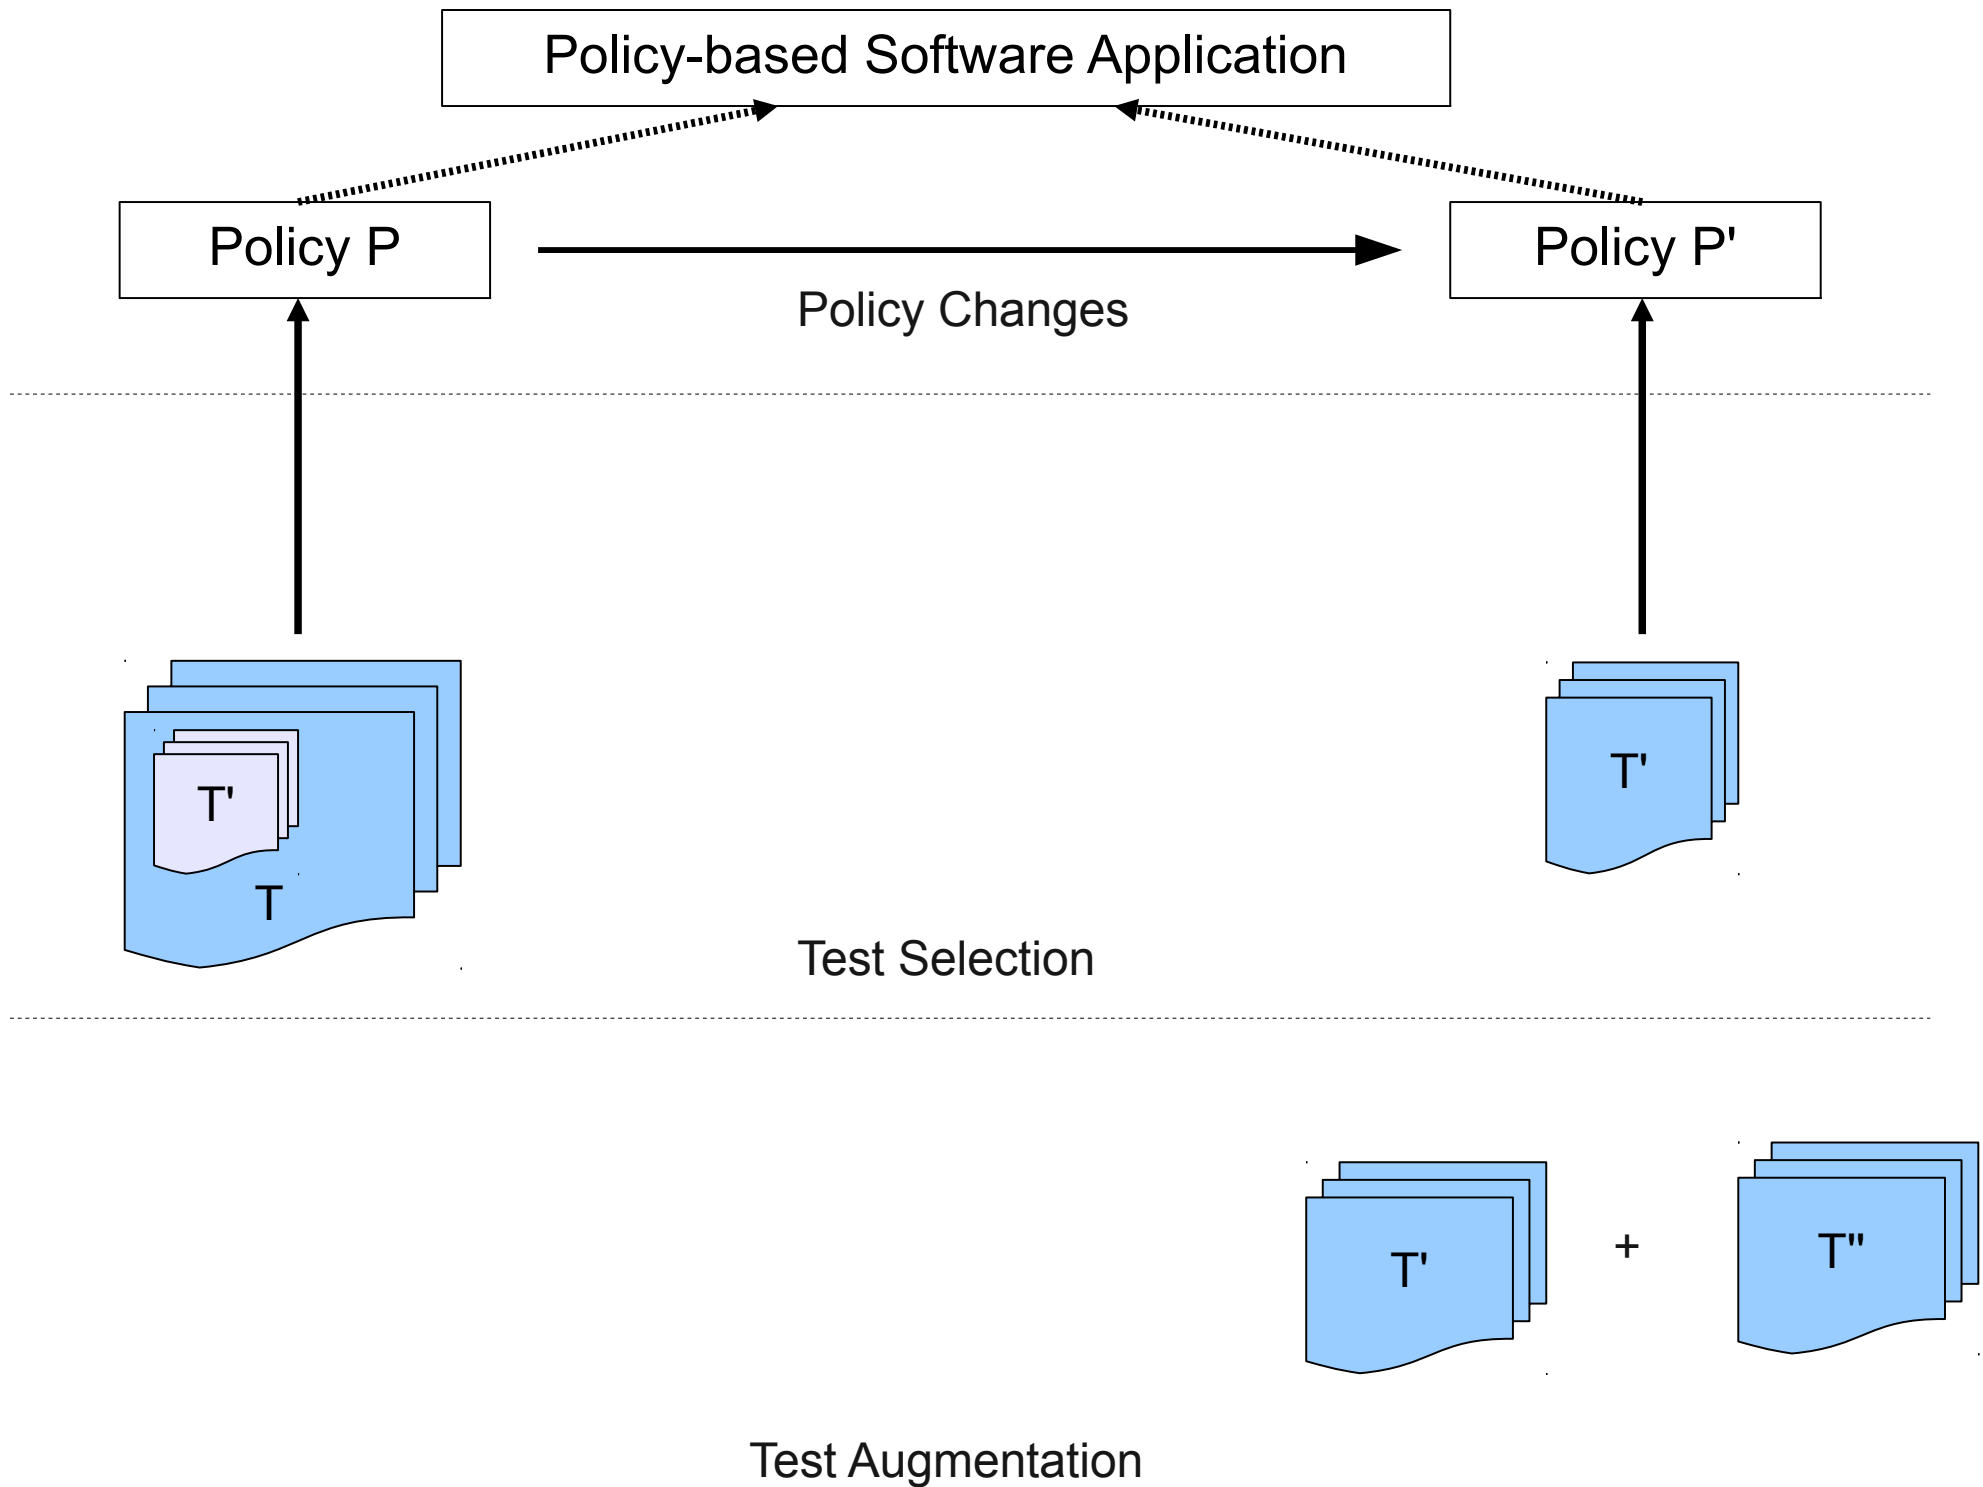 Policy-based Software Application
Policy P
Policy P'
Policy Changes
T'
T'
T
Test Selection
T'
+
T"
Test Augmentation